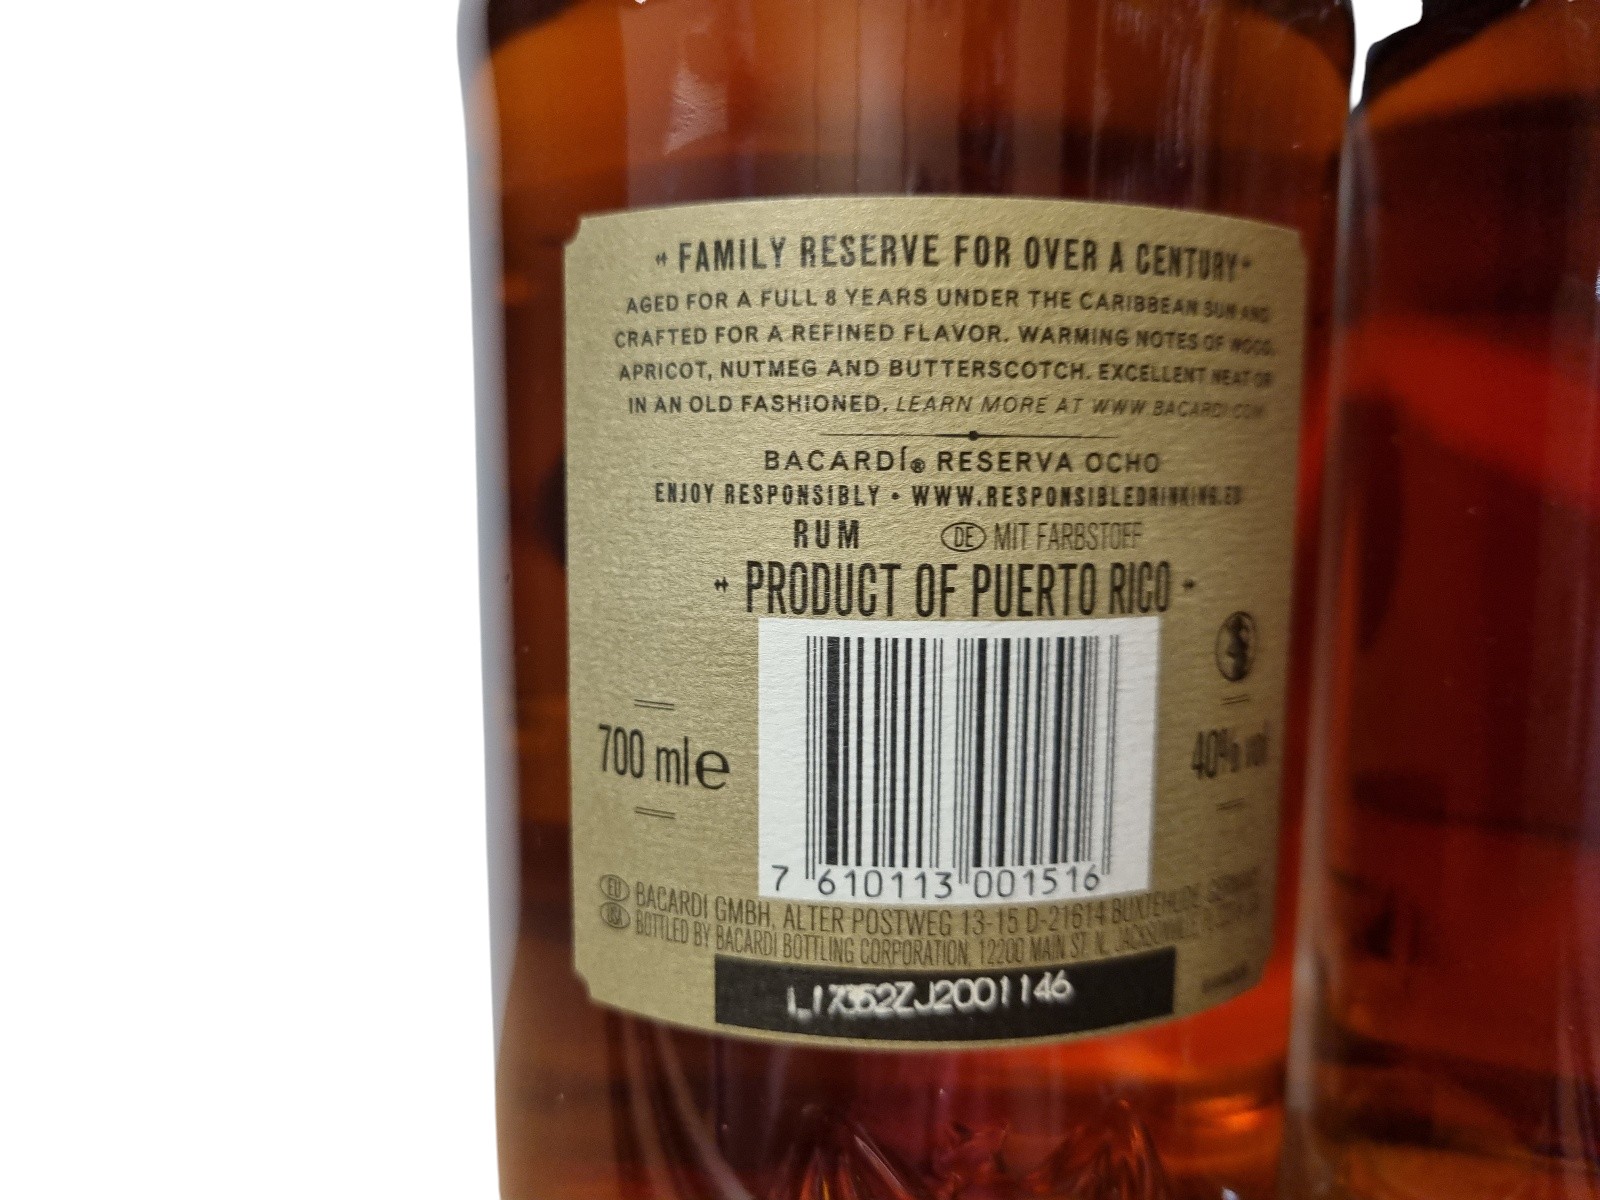 FAMILY RESERVE FOR OVER A CENTURY
AGED FOR A FULL 8 YEARS UNDER THE CARIBBEAN SUN AND
CRAFTED FOR A REFINED FLAVOR. WARMING NOTES OF WOOD,
APRICOT, NUTMEG AND BUTTERSCOTCH. EXCELLENT NEAT OR
IN AN OLD FASHIONED. LEARN MORE AT WWW.BACARDI.COM
BACARDÍ® RESERVA OCHO
ENJOY RESPONSIBLY • WWW.RESPONSIBLEDRINKING.EU
RUM DE MIT FARBSTOFF
PRODUCT OF PUERTO RICO
700 ml e
40% vol
7 610113 001516
EU BACARDI GMBH, ALTER POSTWEG 13-15 D-21614 BUXTEHUDE, GERMANY
USA BOTTLED BY BACARDI BOTTLING CORPORATION, 12200 MAIN ST. N., JACKSONVILLE,
L17352ZJ2001146